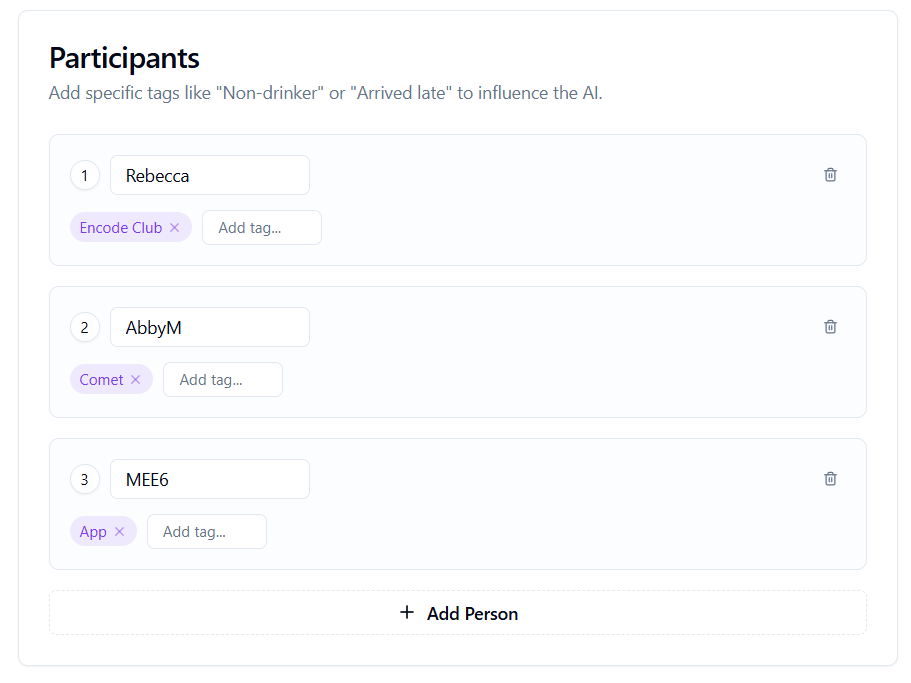 Participants
Add specific tags like "Non-drinker" or "Arrived late" to influence the AI.
1 Rebecca
Encode Club × Add tag...
2 AbbyM
Comet × Add tag...
3 MEE6
App × Add tag...
+ Add Person